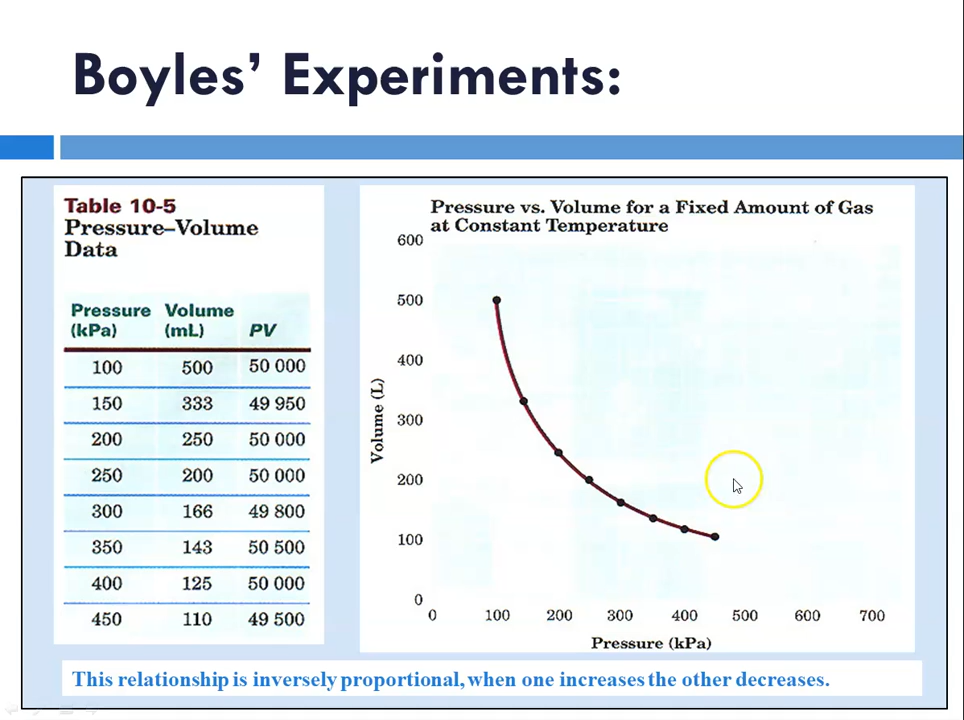 Boyles’ Experiments:
Table 10-5
Pressure–Volume
Data
Pressure Volume
(kPa) (mL) PV
100 500 50 000
150 333 49 950
200 250 50 000
250 200 50 000
300 166 49 800
350 143 50 500
400 125 50 000
450 110 49 500
Pressure vs. Volume for a Fixed Amount of Gas
at Constant Temperature
600
500
400
300
200
100
0
Volume (L)
0 100 200 300 400 500 600 700
Pressure (kPa)
This relationship is inversely proportional, when one increases the other decreases.